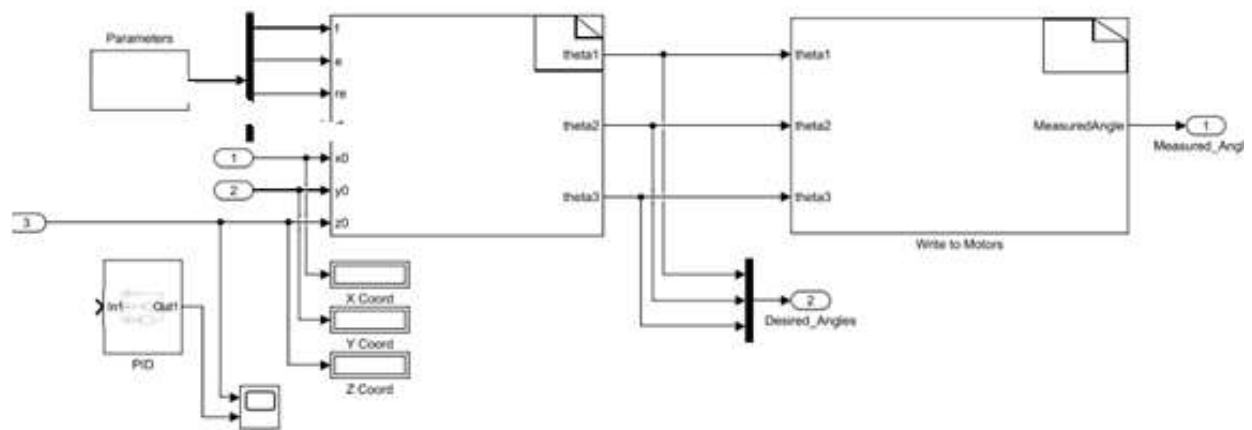 Parameters
f
e
re
1
2
3
x0
y0
z0
theta1
theta2
theta3
theta1
theta2
theta3
MeasuredAngle
1
Measured_Angl
Write to Motors
X Coord
Y Coord
Z Coord
In1
Out1
PID
2
Desired_Angles